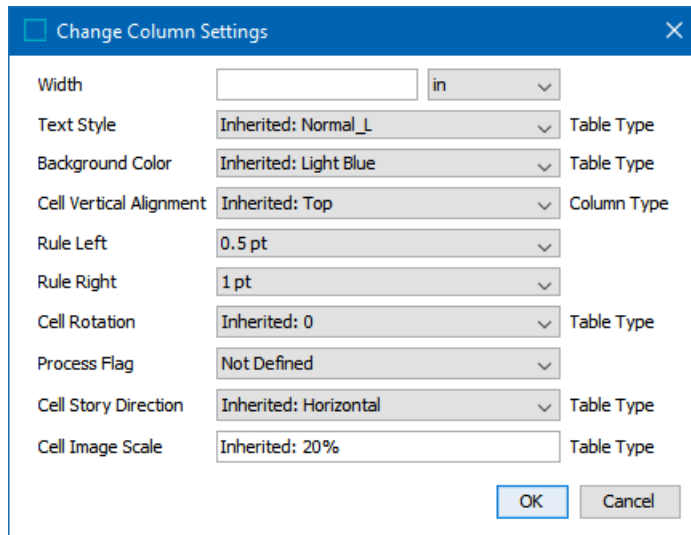 Change Column Settings
Width in
Text Style Inherited: Normal_L Table Type
Background Color Inherited: Light Blue Table Type
Cell Vertical Alignment Inherited: Top Column Type
Rule Left 0.5 pt
Rule Right 1 pt
Cell Rotation Inherited: 0 Table Type
Process Flag Not Defined
Cell Story Direction Inherited: Horizontal Table Type
Cell Image Scale Inherited: 20% Table Type
OK Cancel